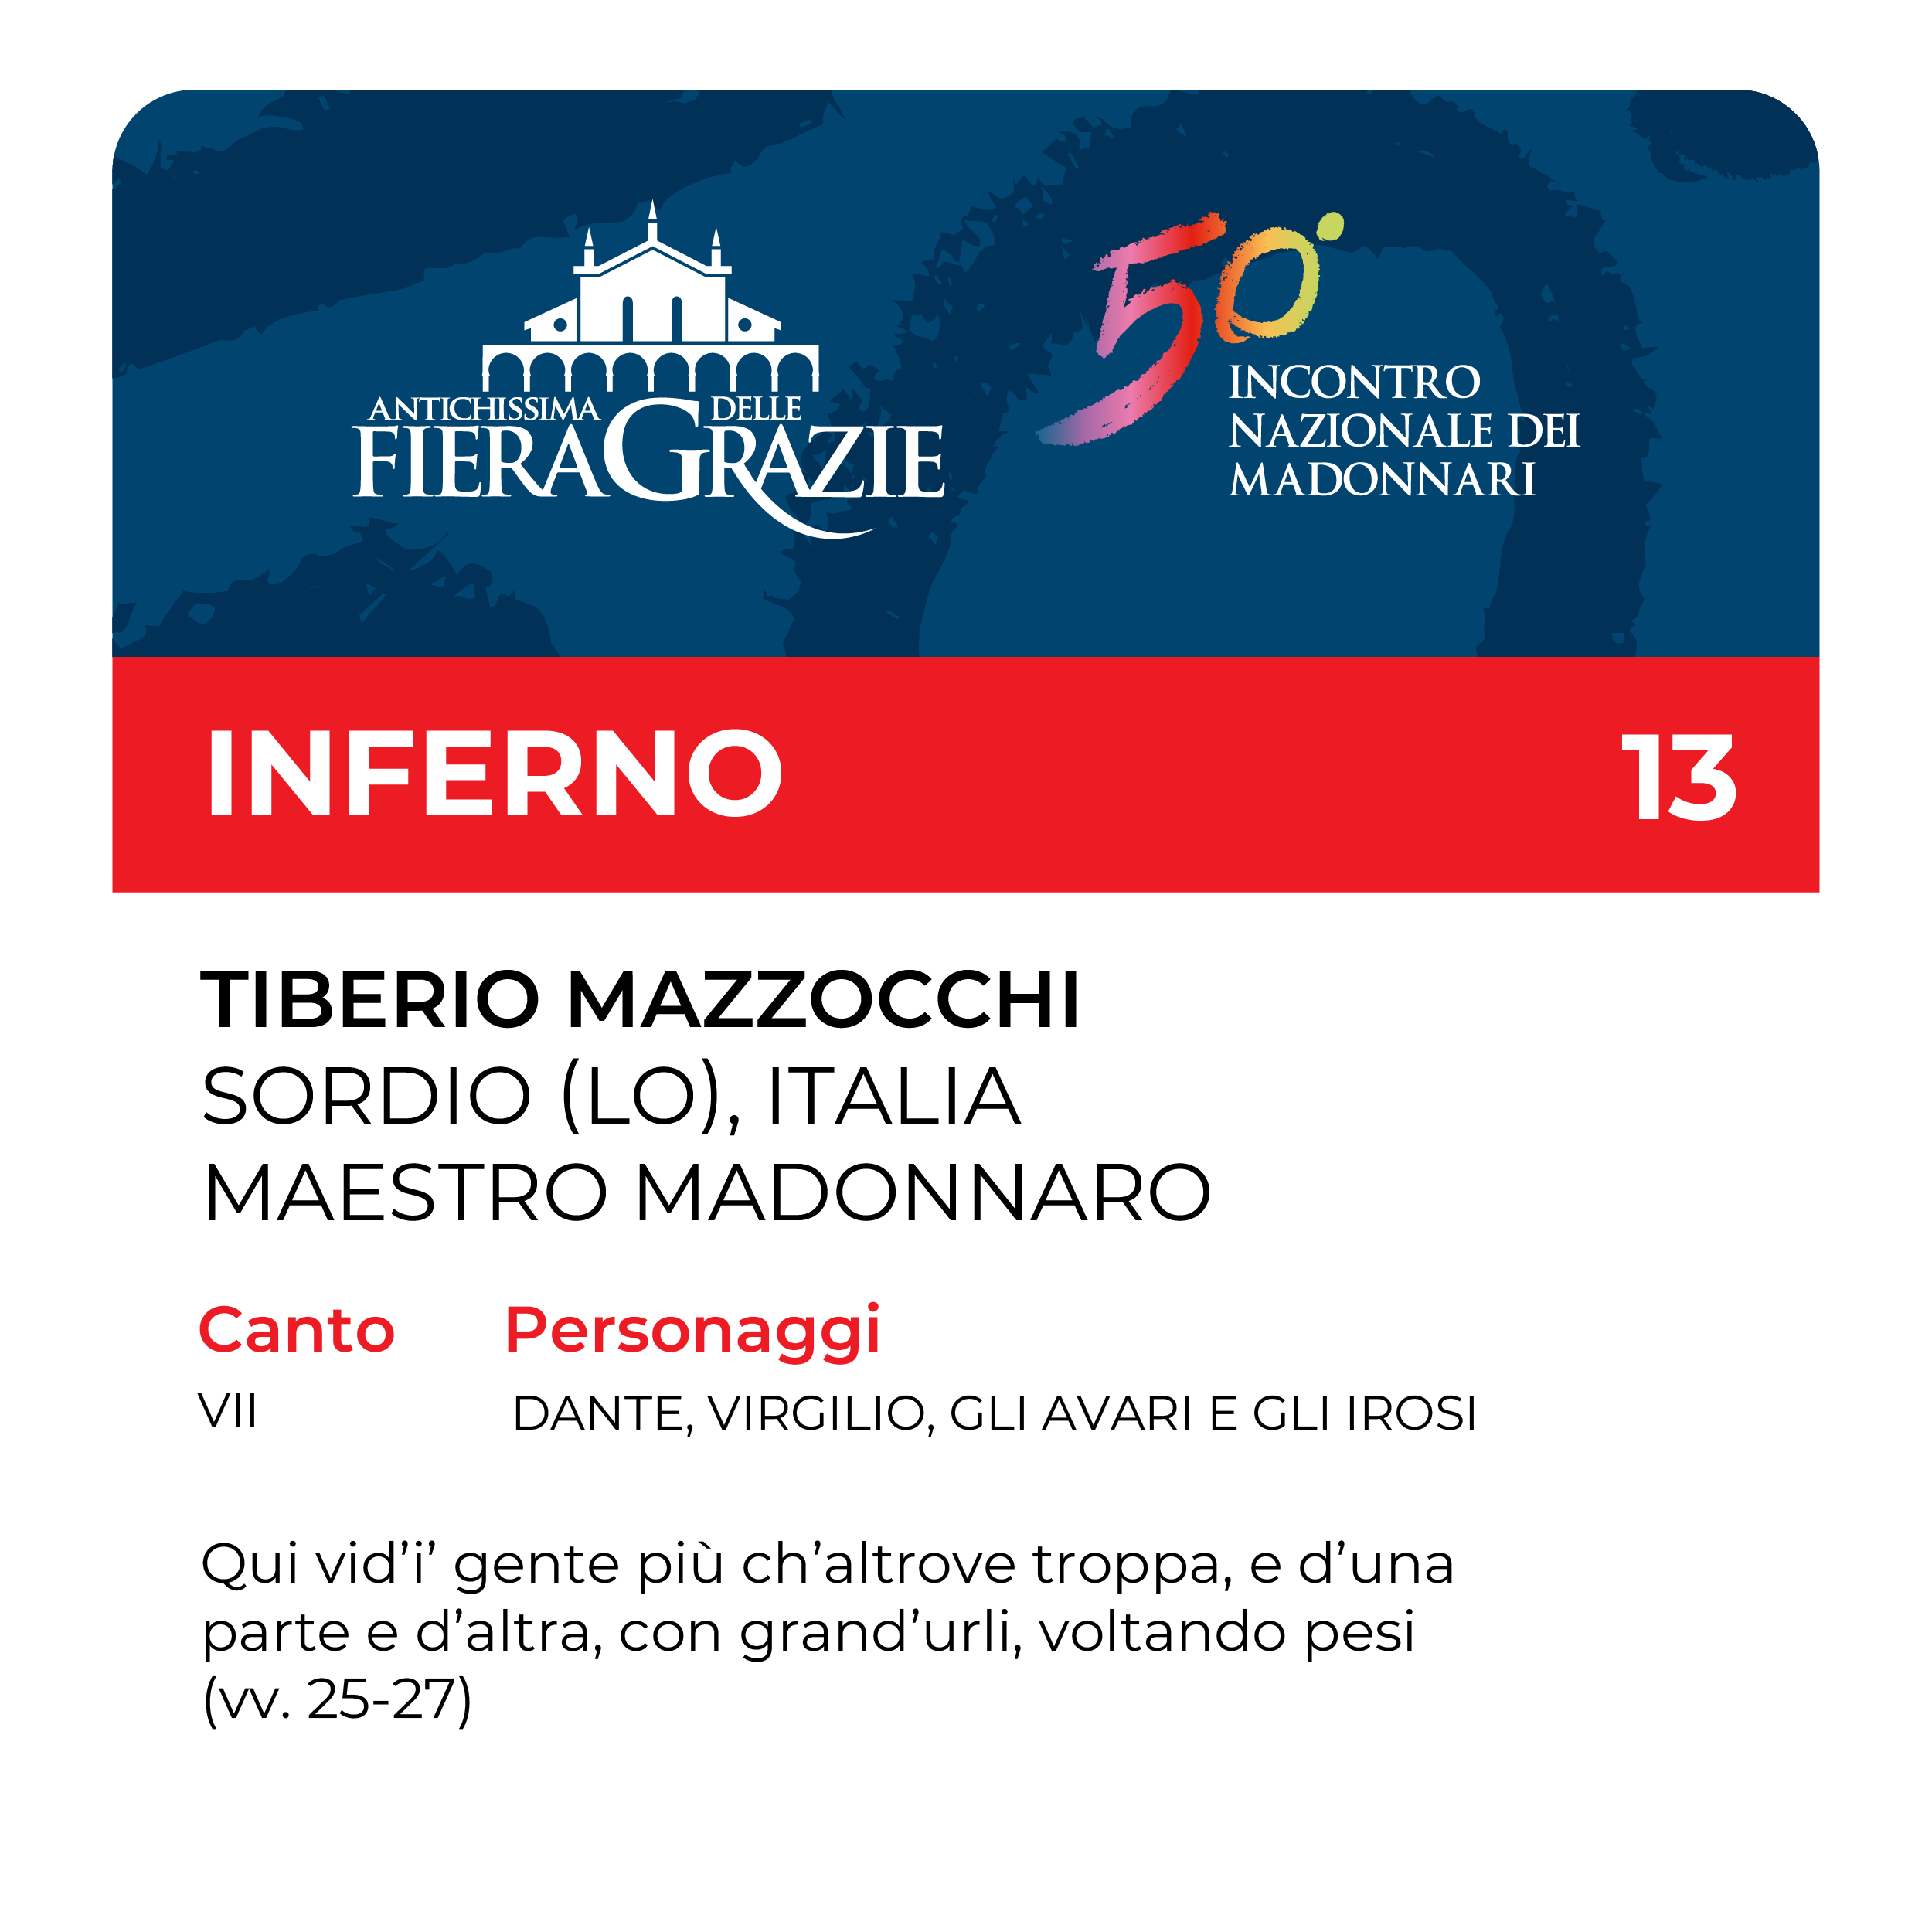 ANTICHISSIMA DELLE
FIERAGRAZIE
50°
INCONTRO
NAZIONALE DEI
MADONNARI
INFERNO 13
TIBERIO MAZZOCCHI
SORDIO (LO), ITALIA
MAESTRO MADONNARO
Canto Personaggi
VII DANTE, VIRGILIO, GLI AVARI E GLI IROSI
Qui vid’ï’ gente più ch’altrove troppa, e d’una
parte e d’altra, con grand’urli, voltando pesi
(vv. 25-27)